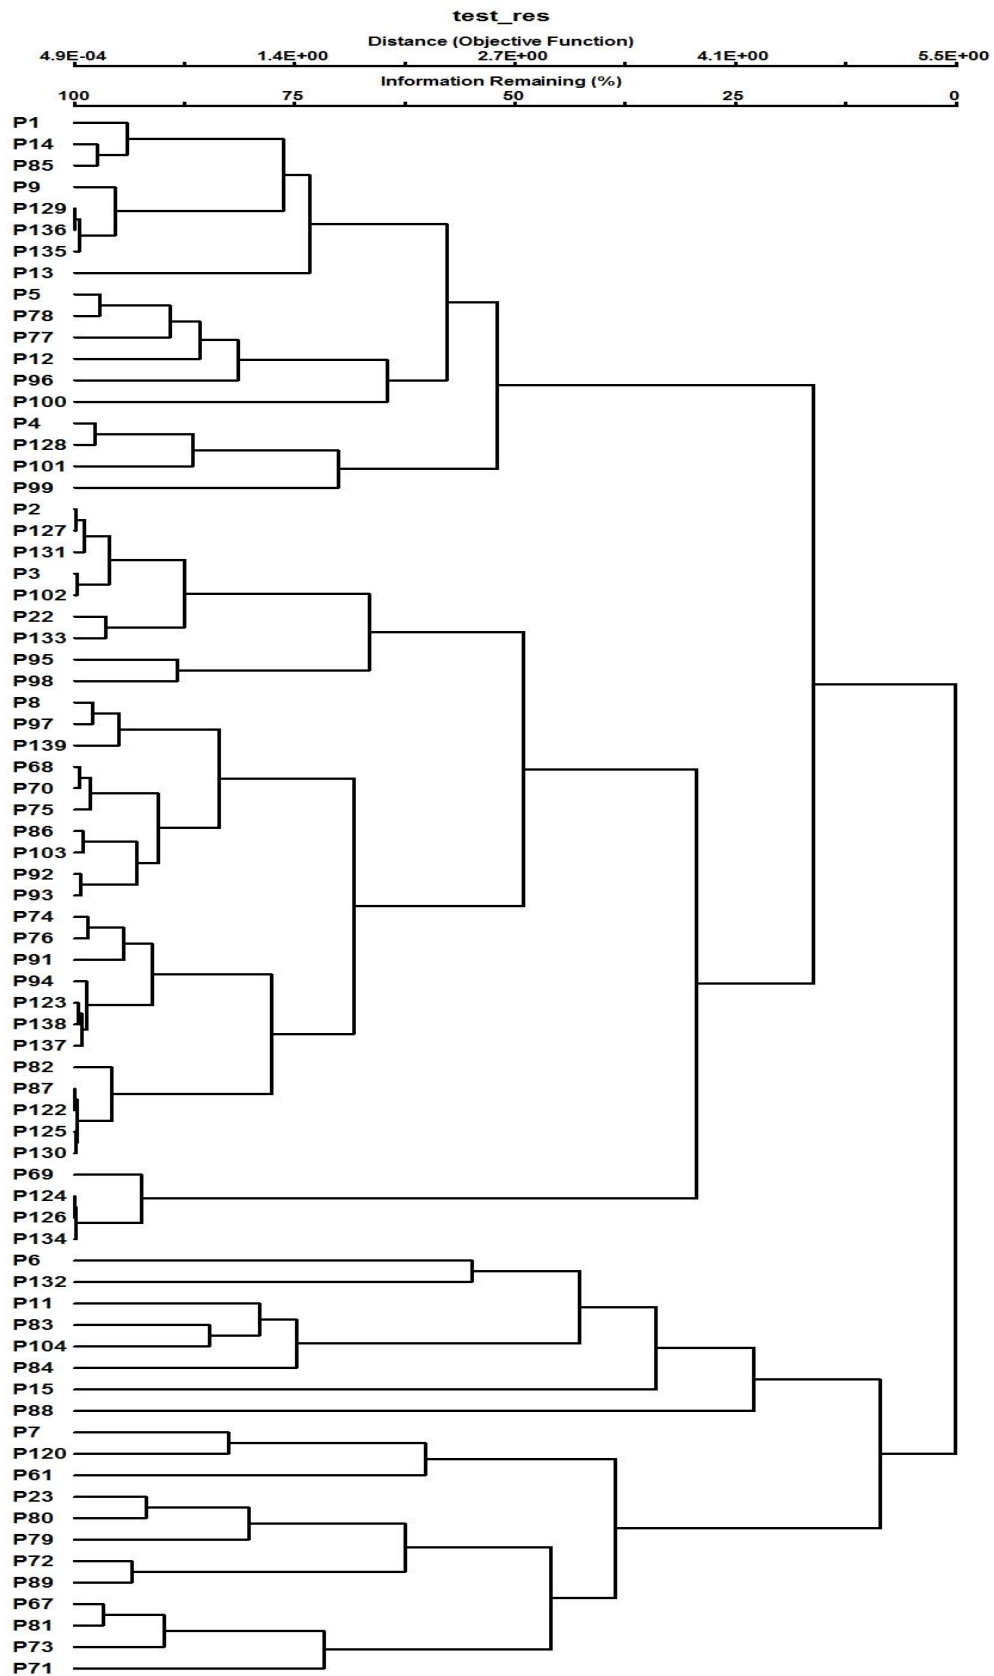 test_res
Distance (Objective Function)
4.9E-04 1.4E+00 2.7E+00 4.1E+00 5.5E+00
Information Remaining (%)
100 75 50 25 0
P1
P14
P85
P9
P129
P136
P135
P13
P5
P78
P77
P12
P96
P100
P4
P128
P101
P99
P2
P127
P131
P3
P102
P22
P133
P95
P98
P8
P97
P139
P68
P70
P75
P86
P103
P92
P93
P74
P76
P91
P94
P123
P138
P137
P82
P87
P122
P125
P130
P69
P124
P126
P134
P6
P132
P11
P83
P104
P84
P15
P88
P7
P120
P61
P23
P80
P79
P72
P89
P67
P81
P73
P71